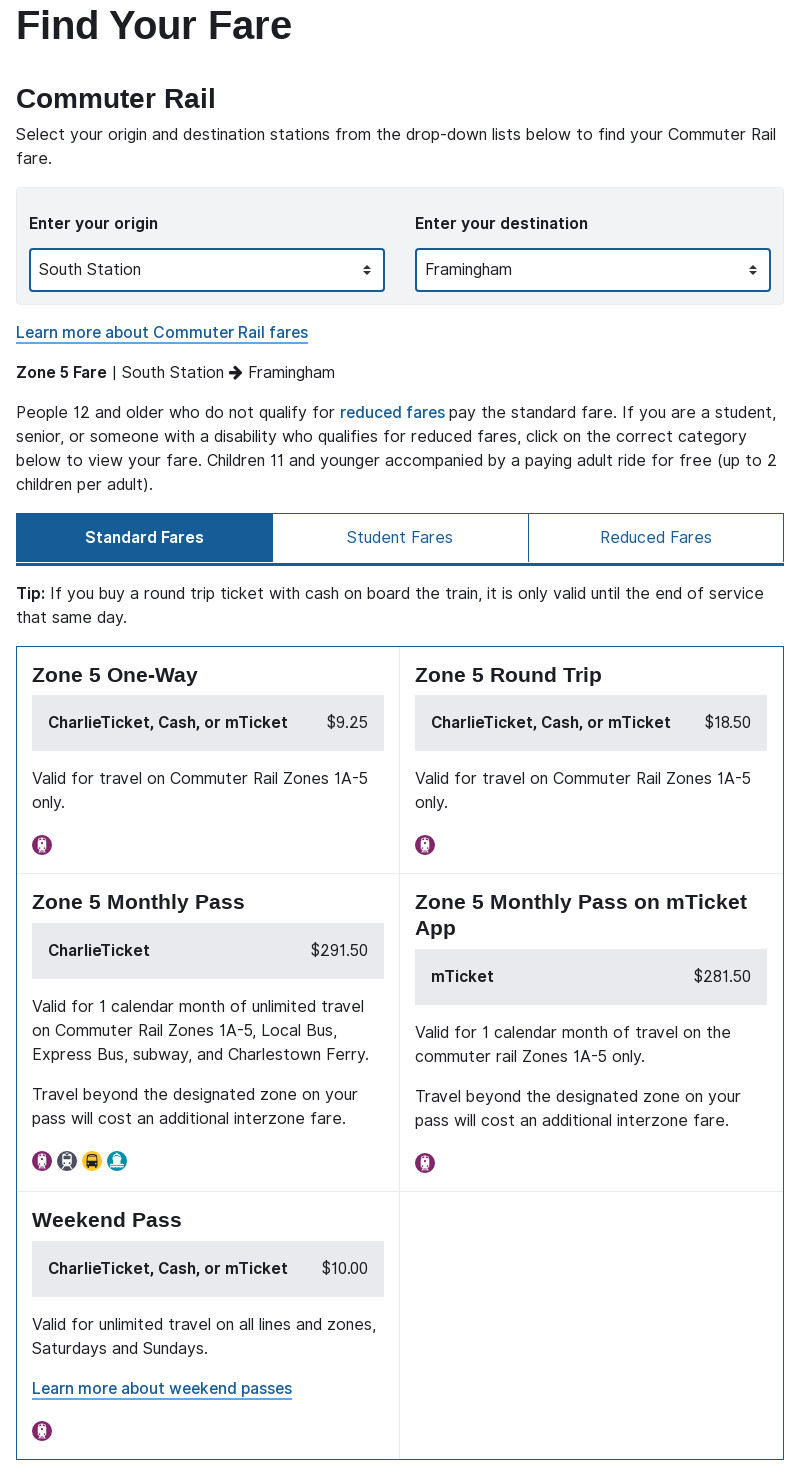 Find Your Fare
Commuter Rail
Select your origin and destination stations from the drop-down lists below to find your Commuter Rail
fare.
Enter your origin
South Station
Enter your destination
Framingham
Learn more about Commuter Rail fares
Zone 5 Fare | South Station → Framingham
People 12 and older who do not qualify for reduced fares pay the standard fare. If you are a student,
senior, or someone with a disability who qualifies for reduced fares, click on the correct category
below to view your fare. Children 11 and younger accompanied by a paying adult ride for free (up to 2
children per adult).
Standard Fares
Student Fares
Reduced Fares
Tip: If you buy a round trip ticket with cash on board the train, it is only valid until the end of service
that same day.
Zone 5 One-Way
CharlieTicket, Cash, or mTicket $9.25
Valid for travel on Commuter Rail Zones 1A-5
only.
Zone 5 Round Trip
CharlieTicket, Cash, or mTicket $18.50
Valid for travel on Commuter Rail Zones 1A-5
only.
Zone 5 Monthly Pass
CharlieTicket $291.50
Valid for 1 calendar month of unlimited travel
on Commuter Rail Zones 1A-5, Local Bus,
Express Bus, subway, and Charlestown Ferry.
Travel beyond the designated zone on your
pass will cost an additional interzone fare.
Zone 5 Monthly Pass on mTicket
App
mTicket $281.50
Valid for 1 calendar month of travel on the
commuter rail Zones 1A-5 only.
Travel beyond the designated zone on your
pass will cost an additional interzone fare.
Weekend Pass
CharlieTicket, Cash, or mTicket $10.00
Valid for unlimited travel on all lines and zones,
Saturdays and Sundays.
Learn more about weekend passes